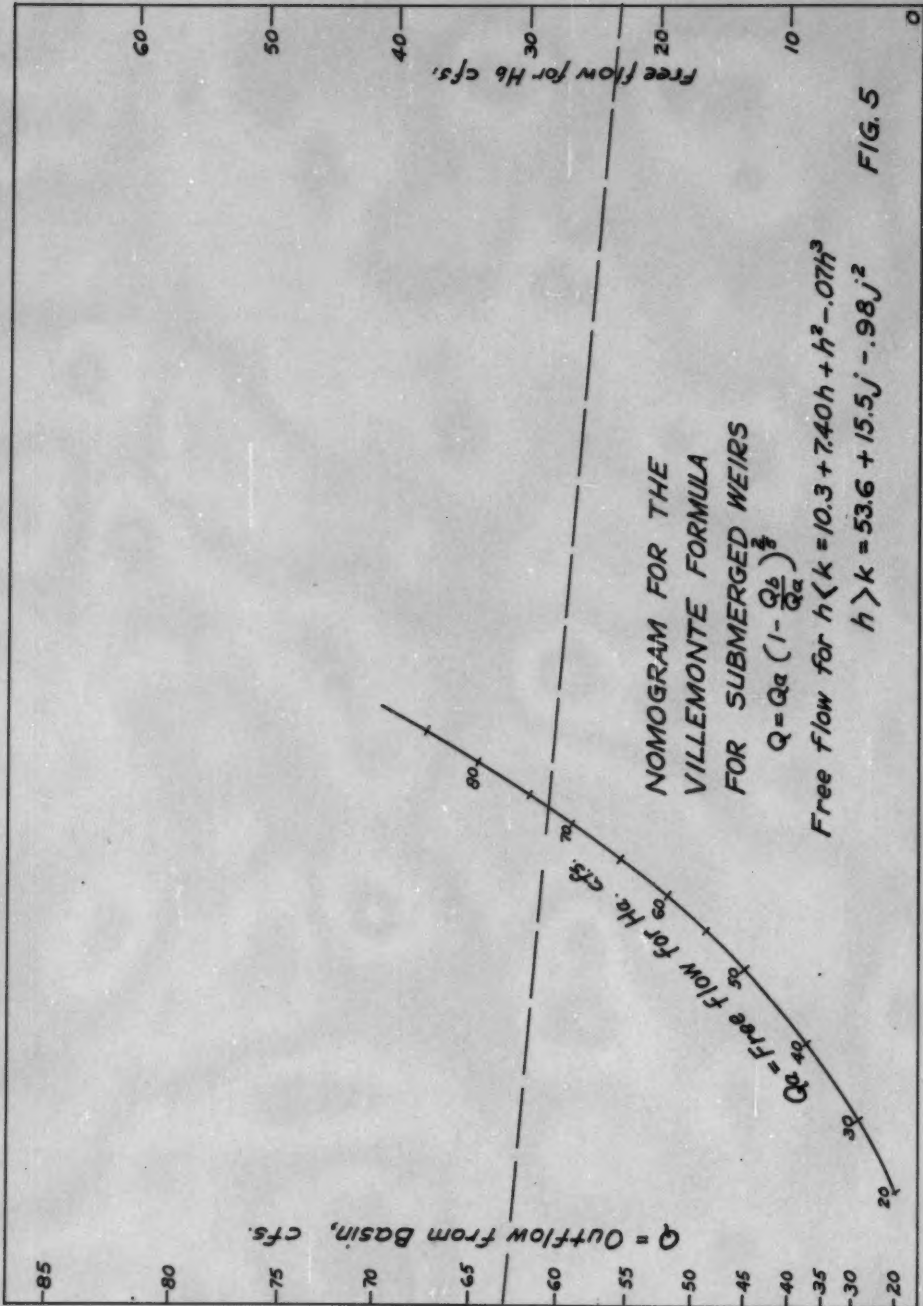 85
80
75
70
65
60
55
50
45
40
35
30
20
Q = Outflow from Basin, cfs.
20
30
40
50
60
70
80
Qa = Free flow for Ha. cfs.
NOMOGRAM FOR THE
VILLEMONTE FORMULA
FOR SUBMERGED WEIRS
Q = Qa (1 - Qb/Qa)^2/5
Free flow for h < k = 10.3 + 7.40h + h² - .07h³
h > k = 53.6 + 15.5j - .98j²
FIG. 5
60
50
40
30
20
10
0
Free flow for Hb cfs.